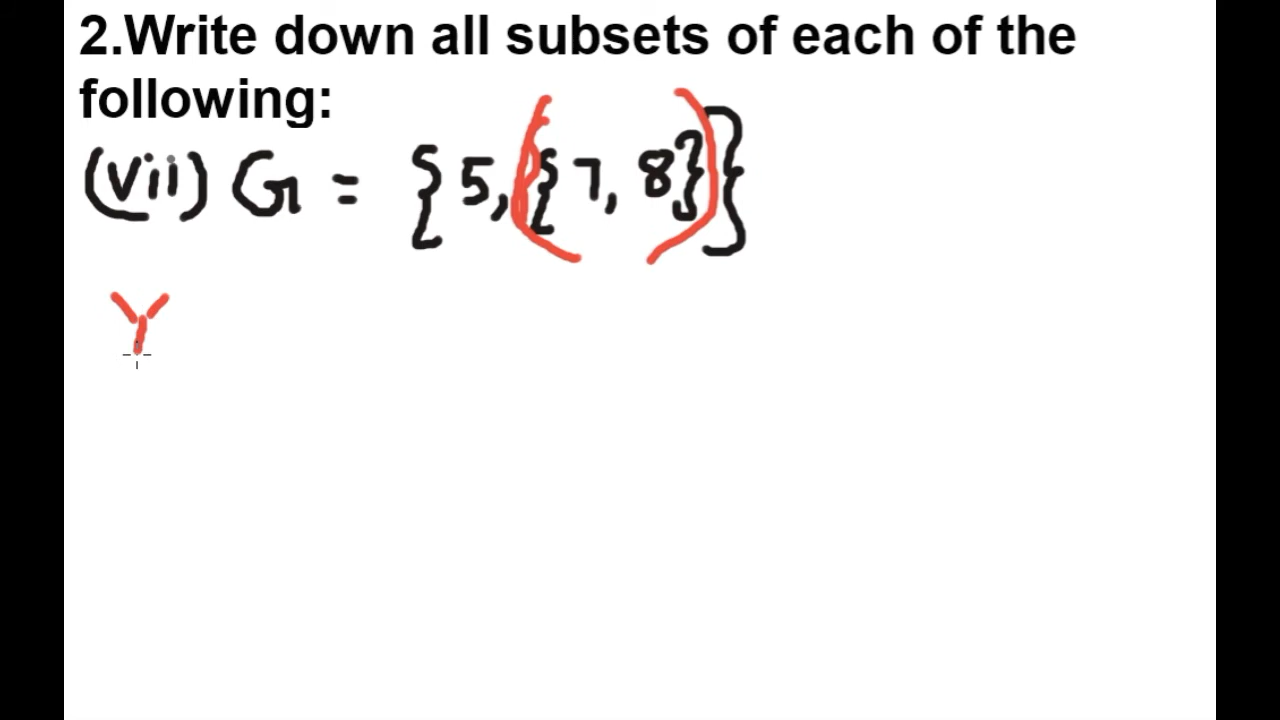 2.Write down all subsets of each of the
following:
(vii) G = {5, {7, 8}}
Y